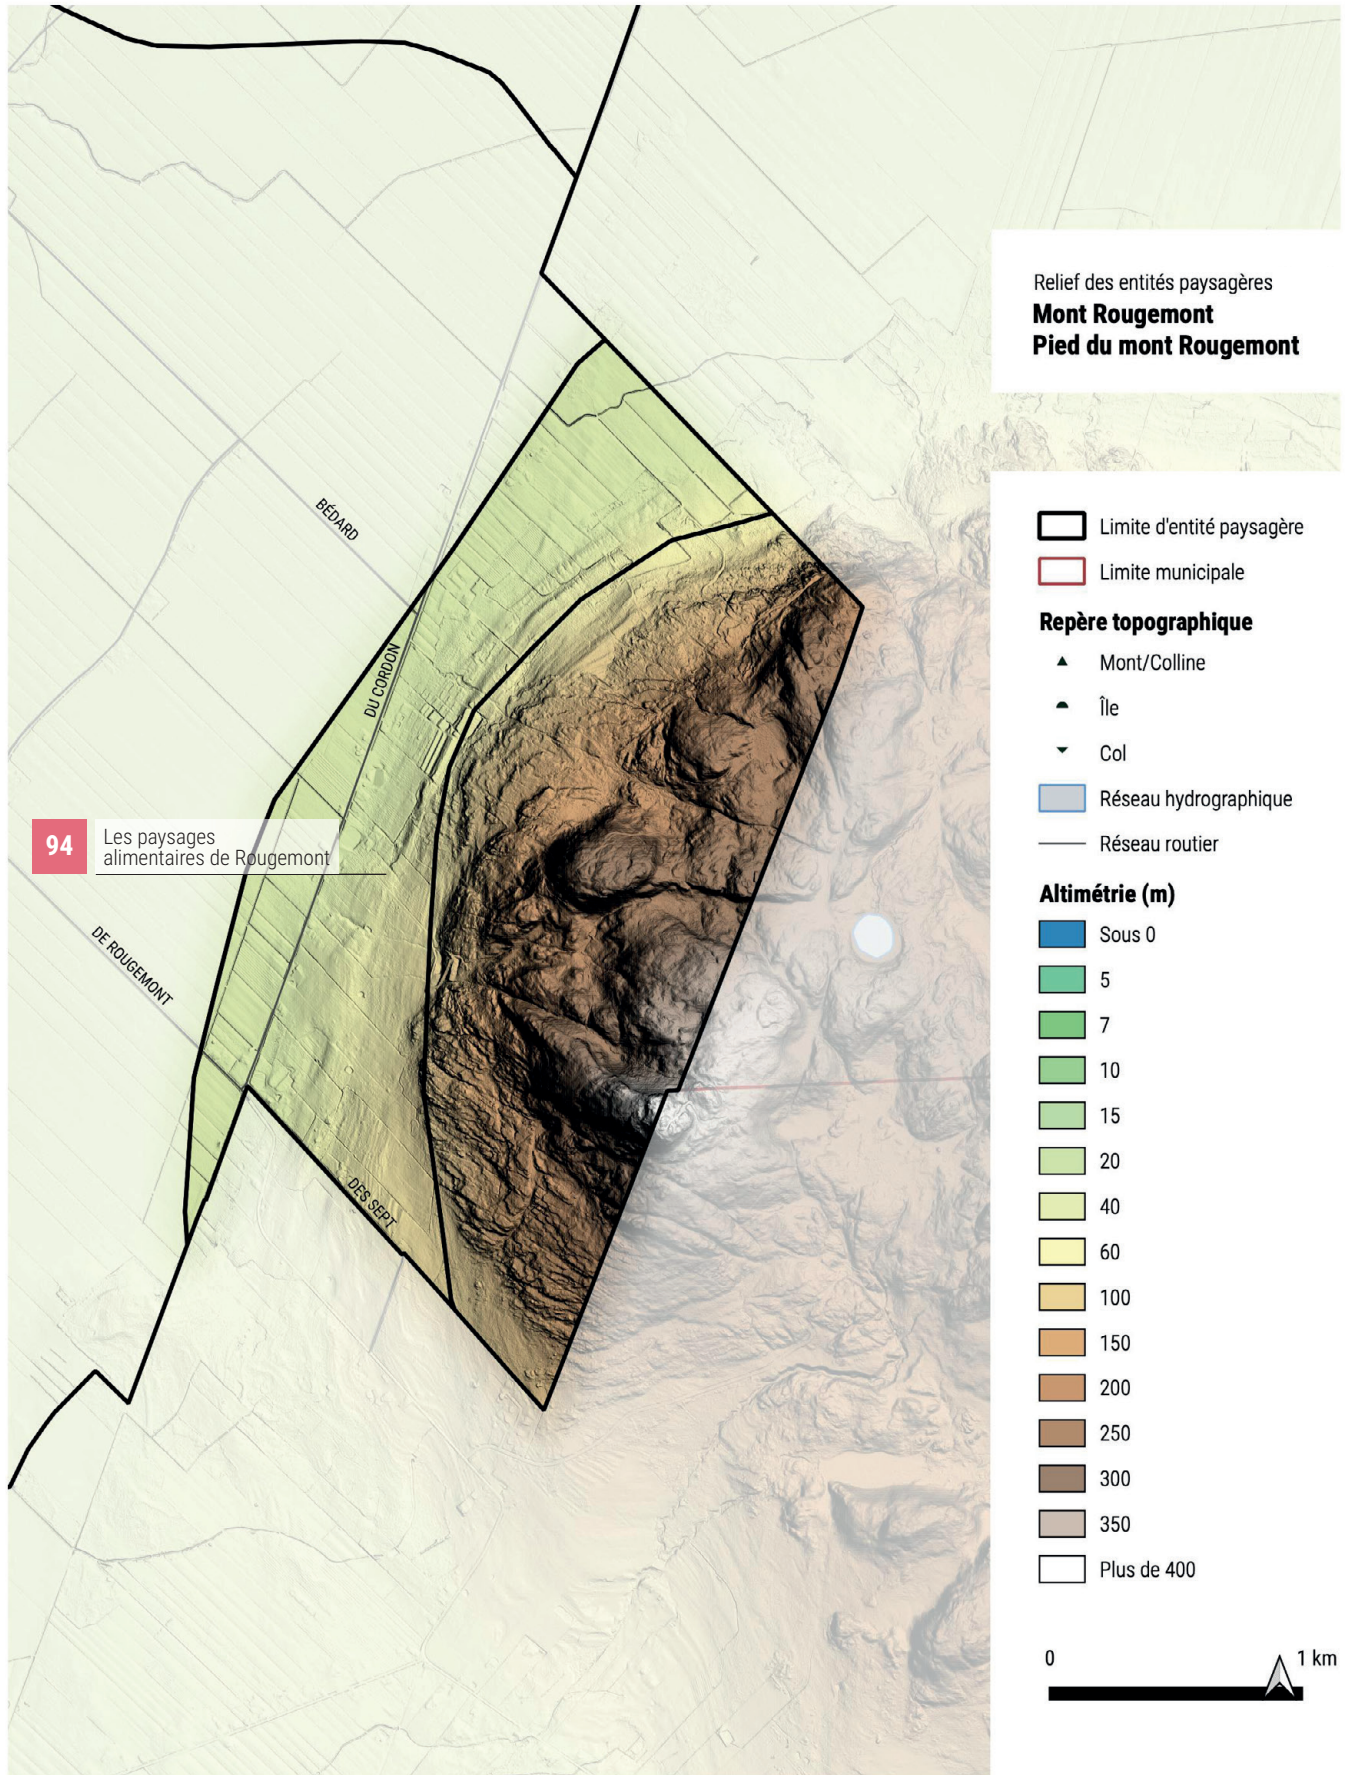 Relief des entités paysagères
Mont Rougemont
Pied du mont Rougemont
BÉDARD
DU CORDON
94
Les paysages
alimentaires de Rougemont
DE ROUGEMONT
DES SEPT
Limite d'entité paysagère
Limite municipale
Repère topographique
Mont/Colline
Île
Col
Réseau hydrographique
Réseau routier
Altimétrie (m)
Sous 0
5
7
10
15
20
40
60
100
150
200
250
300
350
Plus de 400
0
1 km